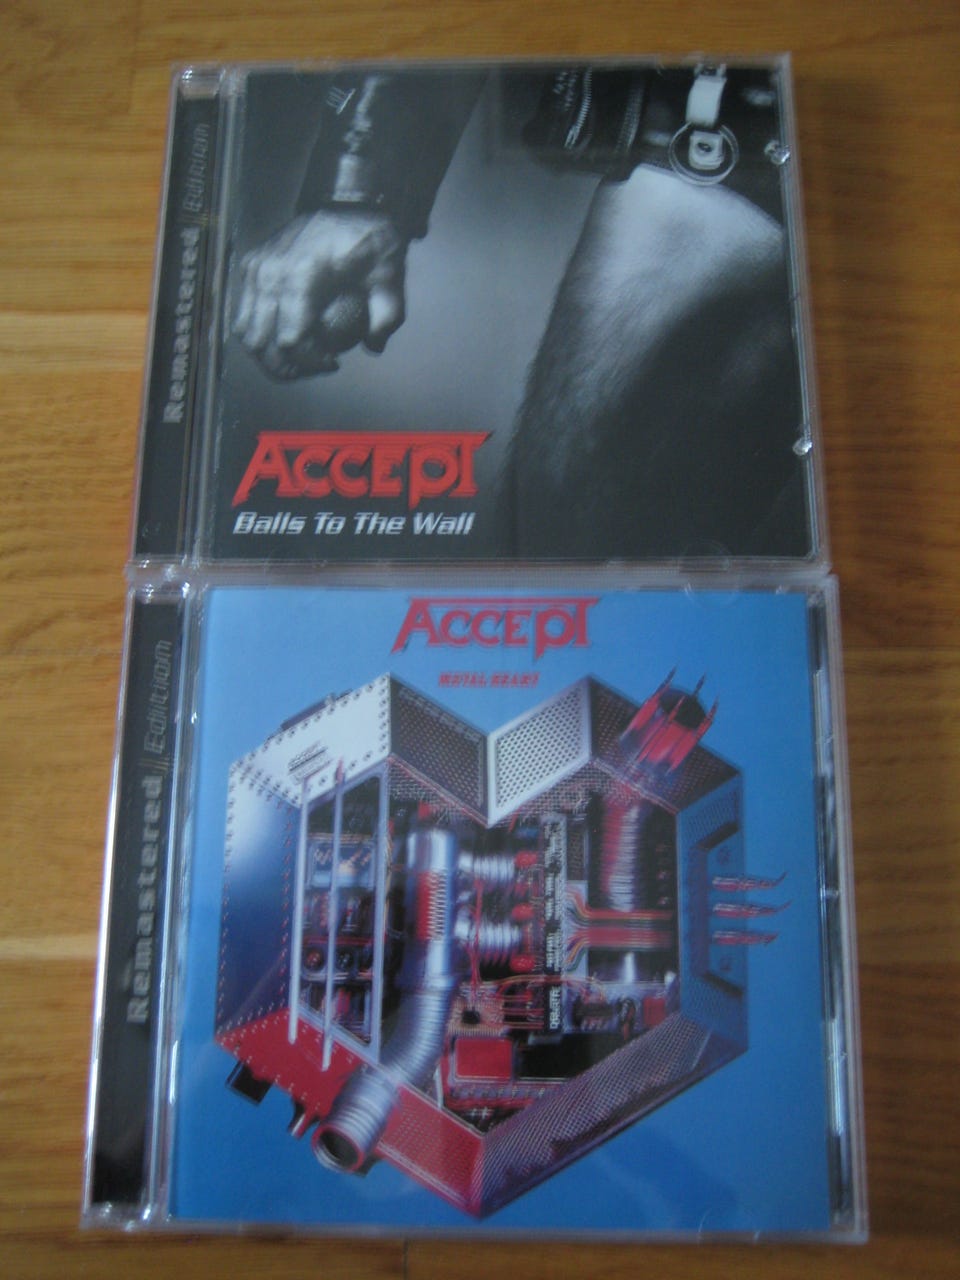 Remastered // Edition
ACCEPT
Balls To The Wall
Remastered // Edition
ACCEPT
METAL HEART